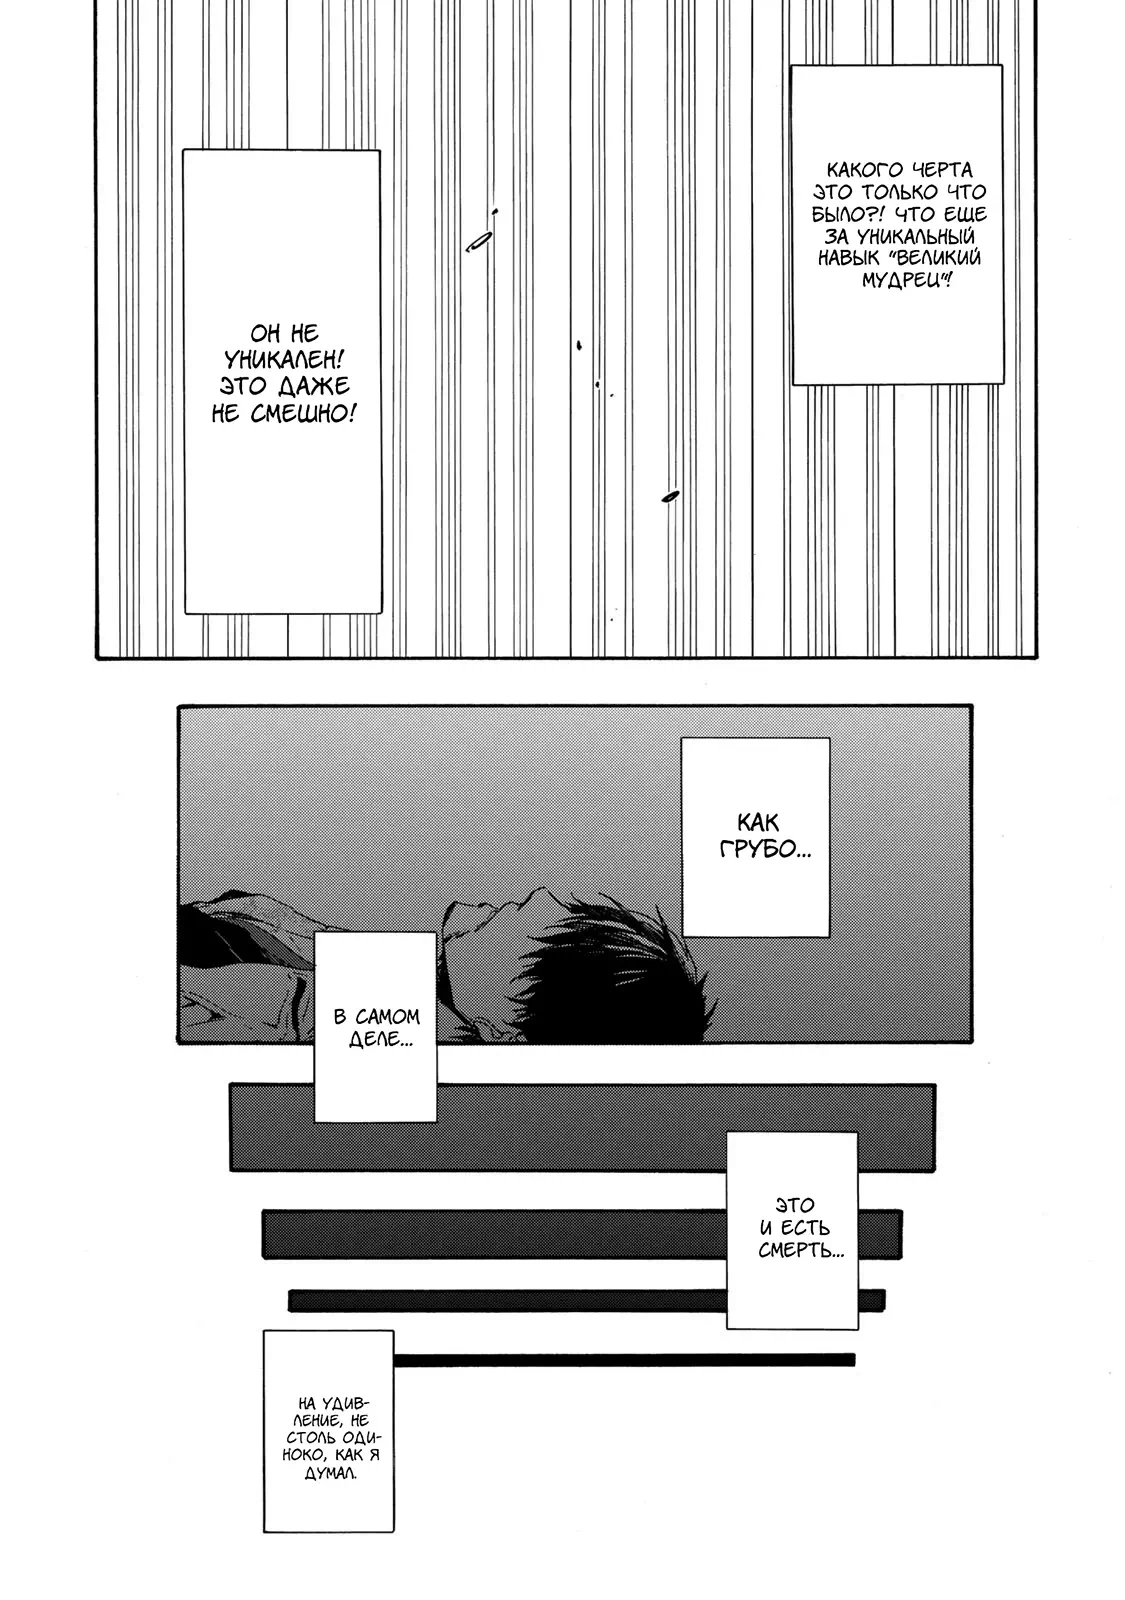 КАКОГО ЧЕРТА
ЭТО ТОЛЬКО ЧТО
БЫЛО?! ЧТО ЕЩЕ
ЗА УНИКАЛЬНЫЙ
НАВЫК "ВЕЛИКИЙ
МУДРЕЦ"!
ОН НЕ
УНИКАЛЕН!
ЭТО ДАЖЕ
НЕ СМЕШНО!
КАК
ГРУБО...
В САМОМ
ДЕЛЕ...
ЭТО
И ЕСТЬ
СМЕРТЬ...
НА УДИВ-
ЛЕНИЕ, НЕ
СТОЛЬ ОДИ-
НОКО, КАК Я
ДУМАЛ.